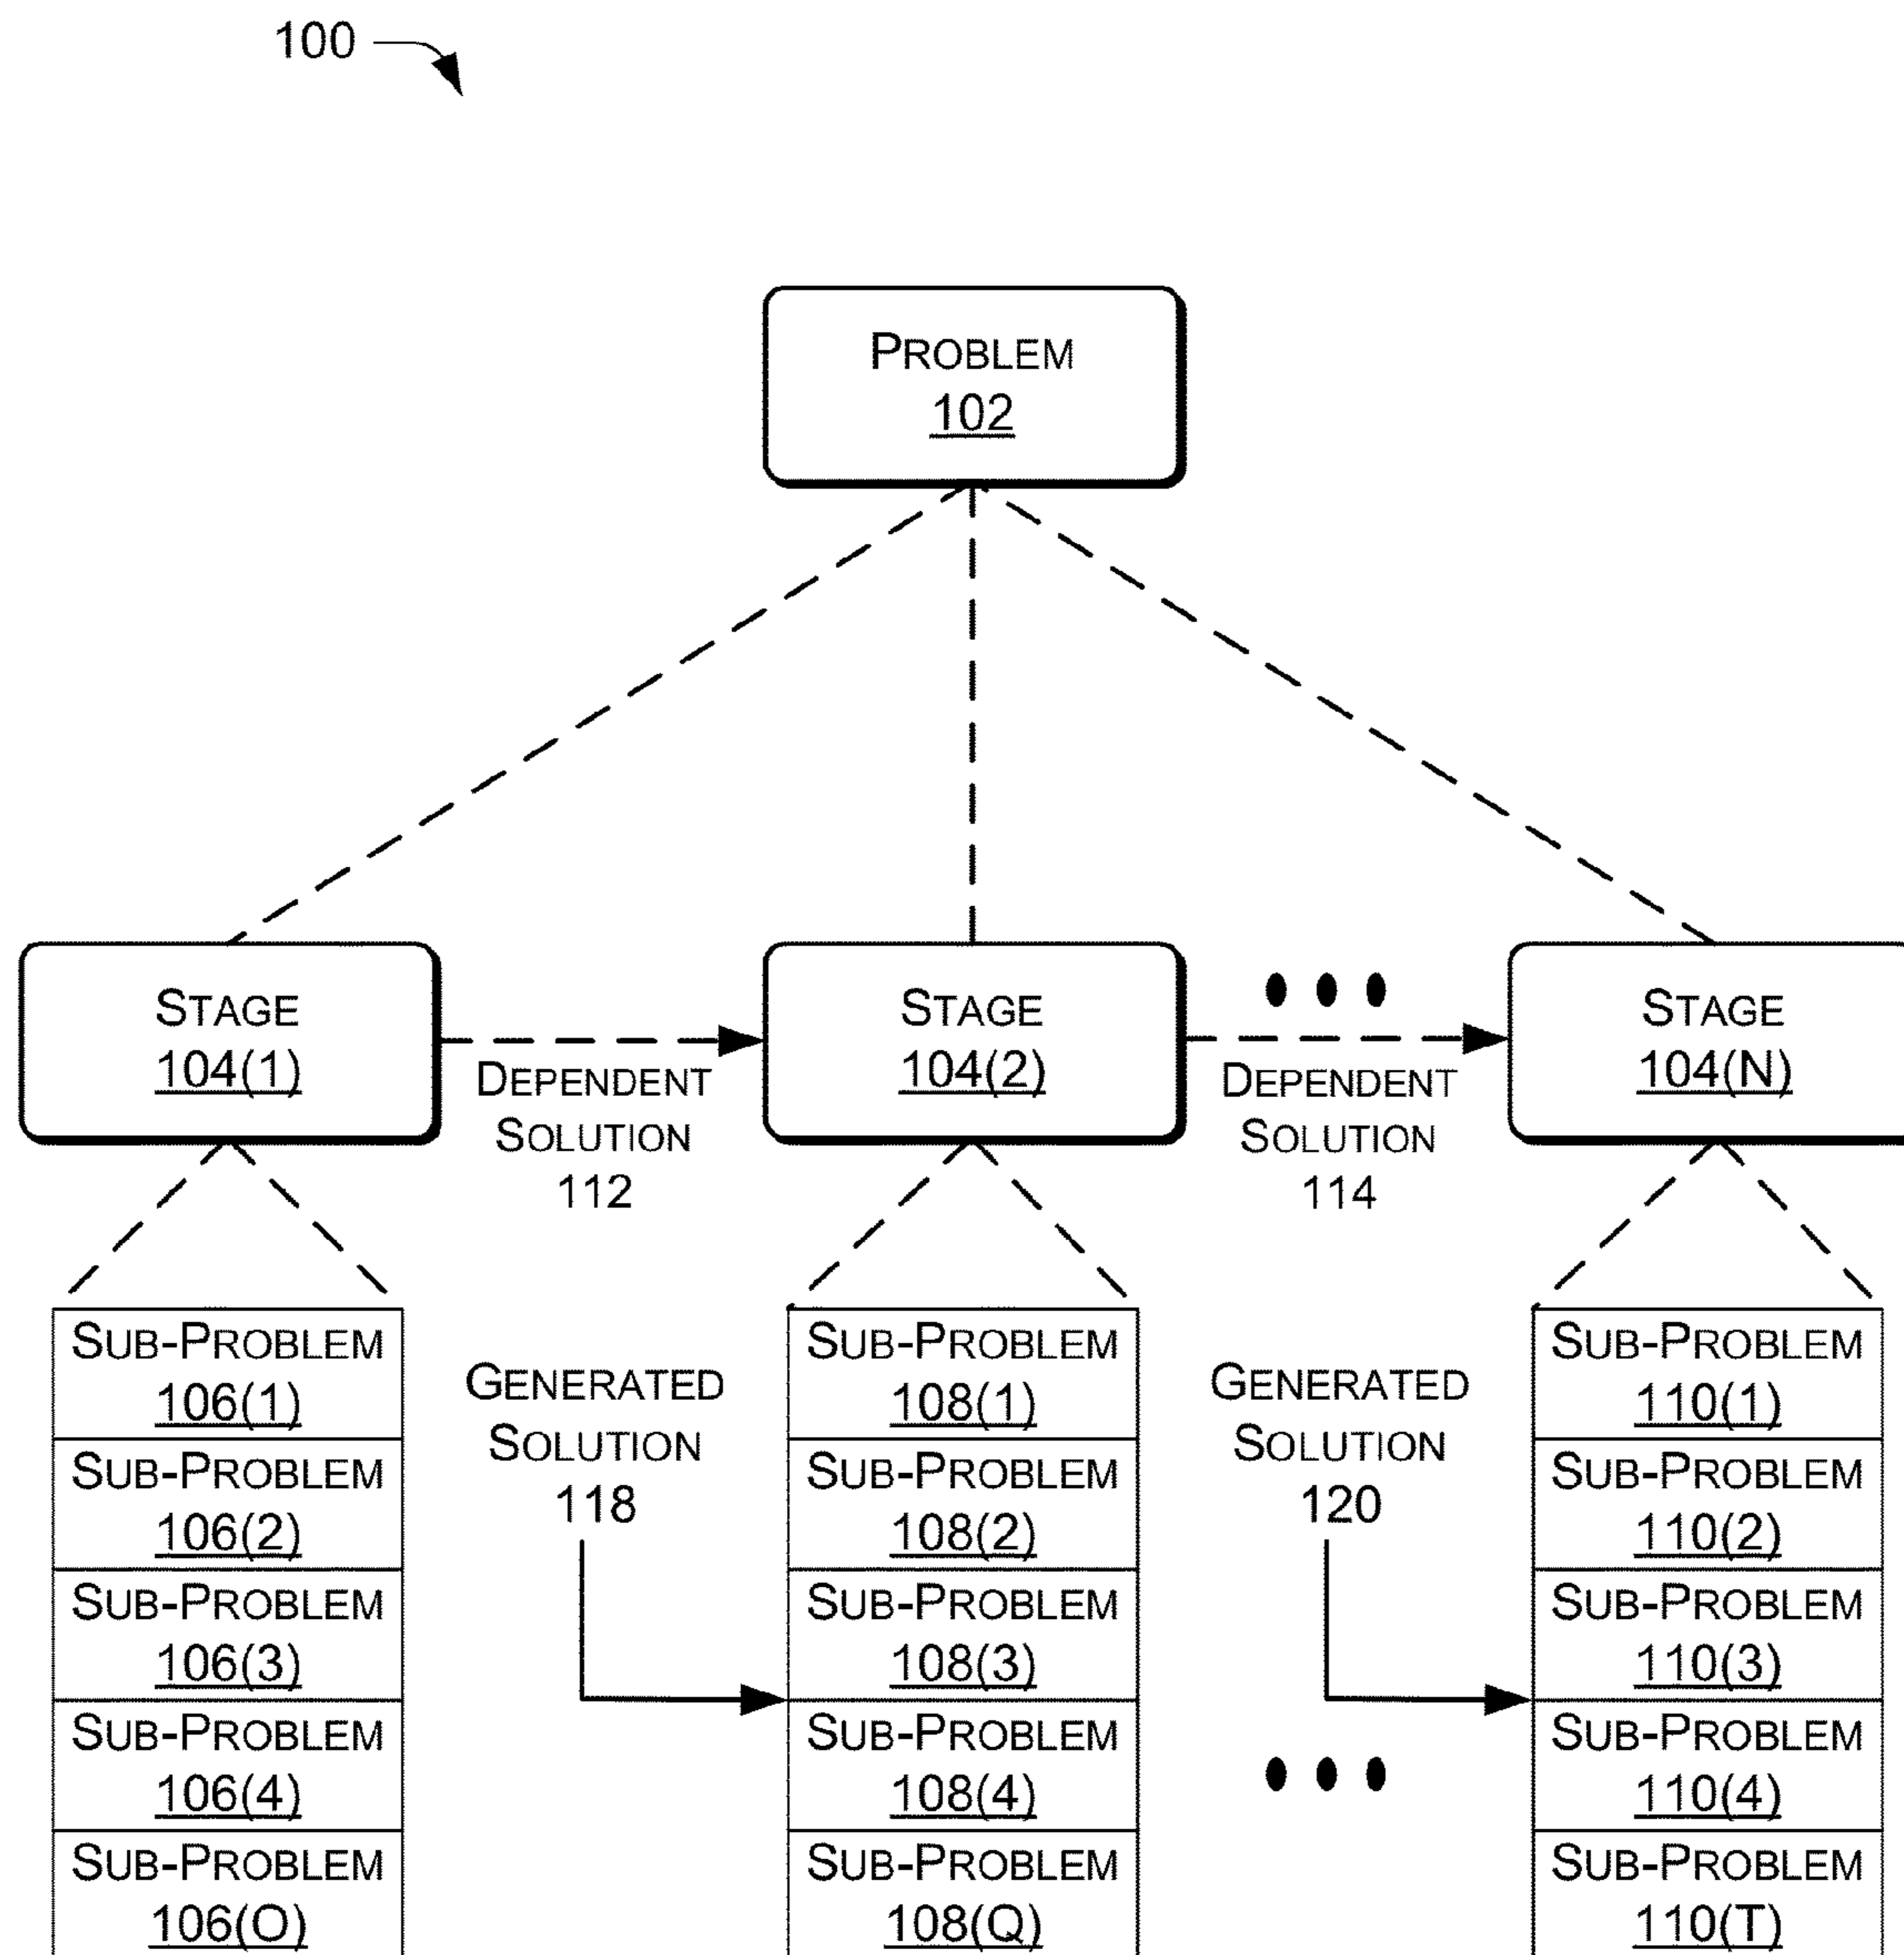 100
PROBLEM
102
STAGE
104(1)
DEPENDENT
SOLUTION
112
STAGE
104(2)
DEPENDENT
SOLUTION
114
STAGE
104(N)
SUB-PROBLEM
106(1)
SUB-PROBLEM
106(2)
SUB-PROBLEM
106(3)
SUB-PROBLEM
106(4)
SUB-PROBLEM
106(O)
GENERATED
SOLUTION
118
SUB-PROBLEM
108(1)
SUB-PROBLEM
108(2)
SUB-PROBLEM
108(3)
SUB-PROBLEM
108(4)
SUB-PROBLEM
108(Q)
GENERATED
SOLUTION
120
SUB-PROBLEM
110(1)
SUB-PROBLEM
110(2)
SUB-PROBLEM
110(3)
SUB-PROBLEM
110(4)
SUB-PROBLEM
110(T)